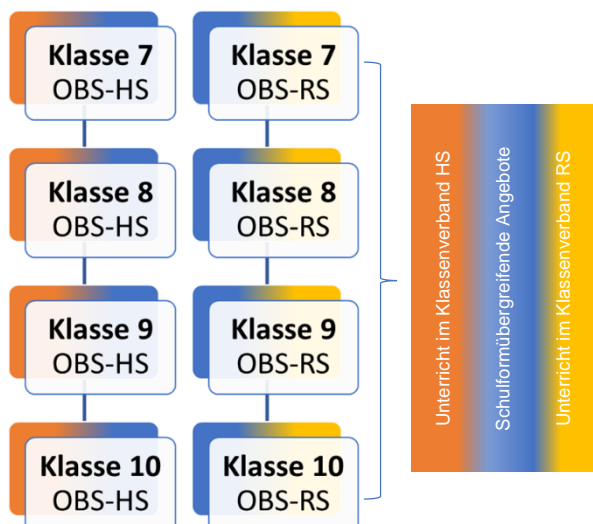 Klasse 7
OBS-HS
Klasse 7
OBS-RS
Klasse 8
OBS-HS
Klasse 8
OBS-RS
Klasse 9
OBS-HS
Klasse 9
OBS-RS
Klasse 10
OBS-HS
Klasse 10
OBS-RS
Unterricht im Klassenverband HS
Schulformübergreifende Angebote
Unterricht im Klassenverband RS